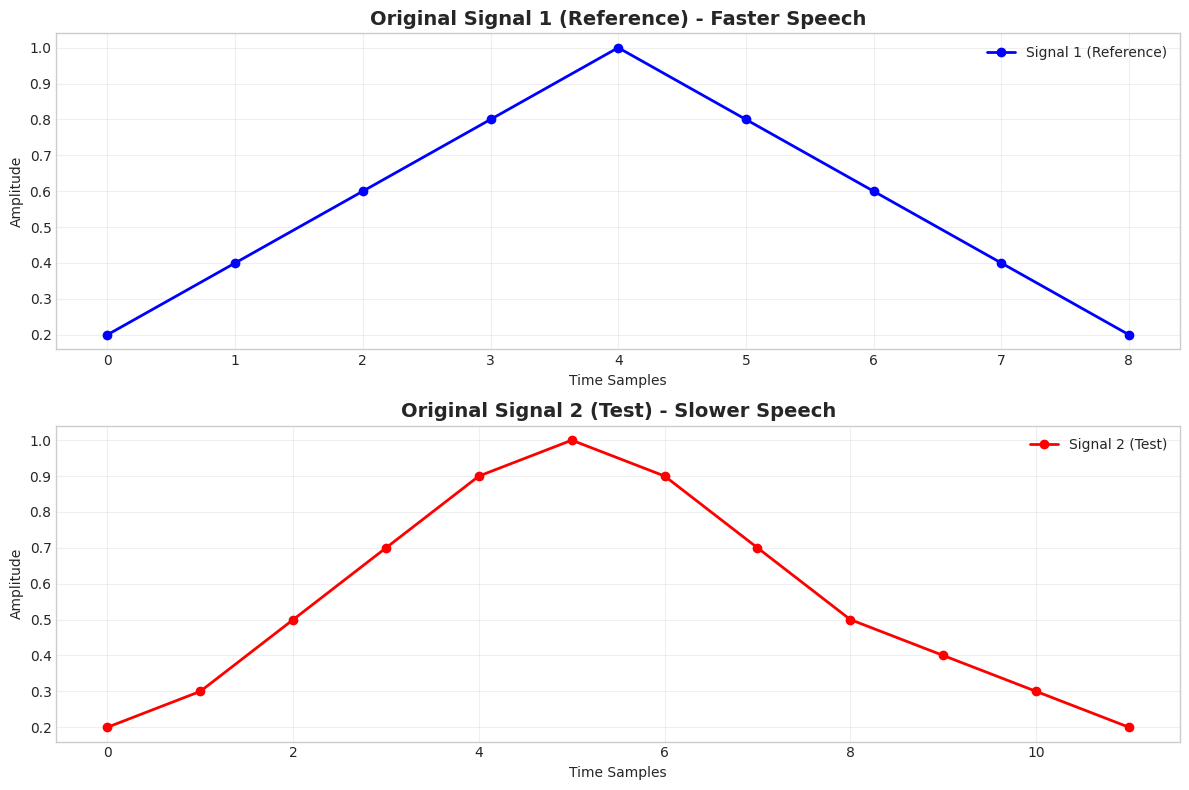 Original Signal 1 (Reference) - Faster Speech
Signal 1 (Reference)
Amplitude
1.0
0.9
0.8
0.7
0.6
0.5
0.4
0.3
0.2
0 1 2 3 4 5 6 7 8
Time Samples
Original Signal 2 (Test) - Slower Speech
Signal 2 (Test)
Amplitude
1.0
0.9
0.8
0.7
0.6
0.5
0.4
0.3
0.2
0 2 4 6 8 10
Time Samples